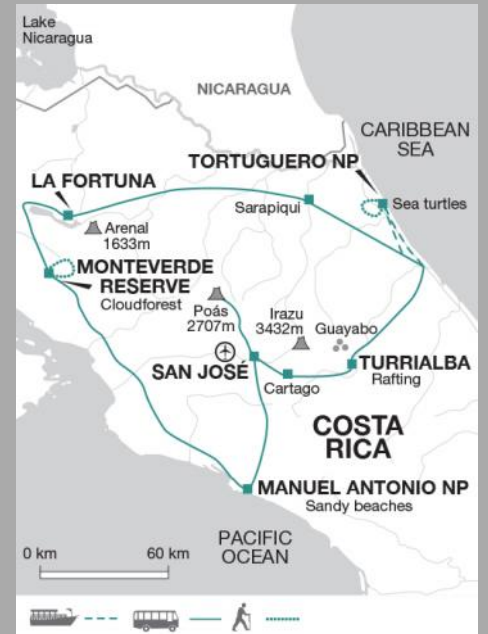 Lake
Nicaragua
NICARAGUA
CARIBBEAN
SEA
TORTUGUERO NP
LA FORTUNA
Sarapiqui
Sea turtles
Arenal
1633m
MONTEVERDE
RESERVE
Cloudforest
Poás
2707m
Irazu
3432m
Guayabo
SAN JOSÉ
TURRIALBA
Rafting
Cartago
COSTA
RICA
MANUEL ANTONIO NP
Sandy beaches
PACIFIC
OCEAN
0 km 60 km